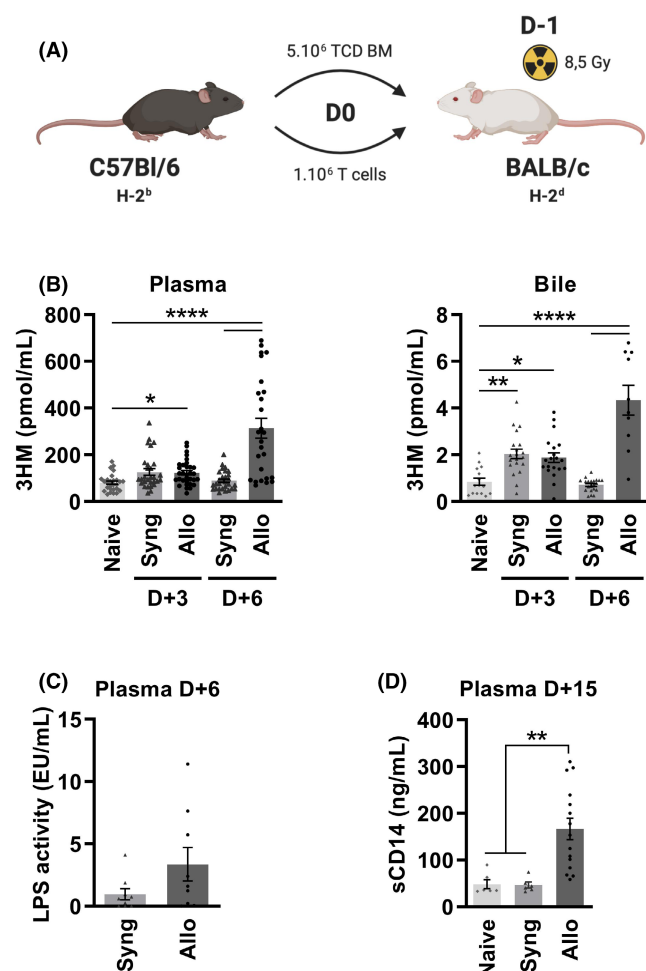 (A)
D-1
5.10⁶ TCD BM
8,5 Gy
D0
C57Bl/6
H-2ᵇ
1.10⁶ T cells
BALB/c
H-2ᵈ
(B)
Plasma
3HM (pmol/mL)
800
600
400
200
0
****
*
Naive
Syng
Allo
Syng
Allo
D+3
D+6
Bile
3HM (pmol/mL)
8
6
4
2
0
****
*
**
Naive
Syng
Allo
Syng
Allo
D+3
D+6
(C)
Plasma D+6
LPS activity (EU/mL)
15
10
5
0
Syng
Allo
(D)
Plasma D+15
sCD14 (ng/mL)
400
300
200
100
0
**
Naive
Syng
Allo